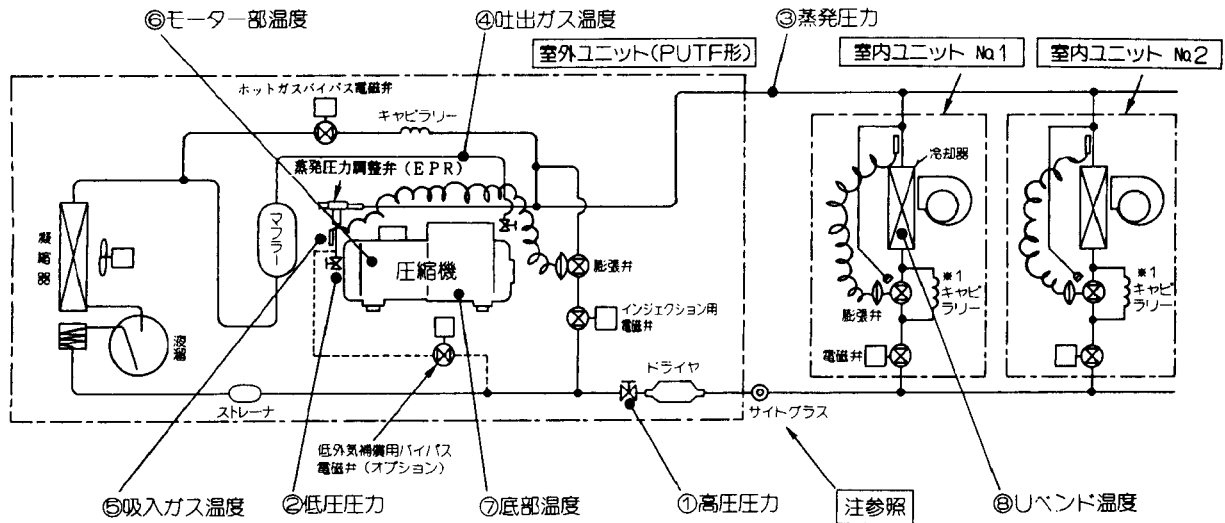 ⑥モーター部温度
④吐出ガス温度
③蒸発圧力
室外ユニット(PUTF形)
室内ユニット No.1
室内ユニット No.2
ホットガスバイパス電磁弁
キャピラリー
蒸発圧力調整弁(EPR)
冷却器
マフラー
凝縮器
圧縮機
膨張弁
※1
キャピ
ラリー
膨張弁
※1
キャピ
ラリー
インジェクション用
電磁弁
液溜
電磁弁
ドライヤ
ストレーナ
サイトグラス
低外気補償用バイパス
電磁弁(オプション)
⑤吸入ガス温度
②低圧圧力
⑦底部温度
①高圧圧力
注参照
⑧Uベンド温度